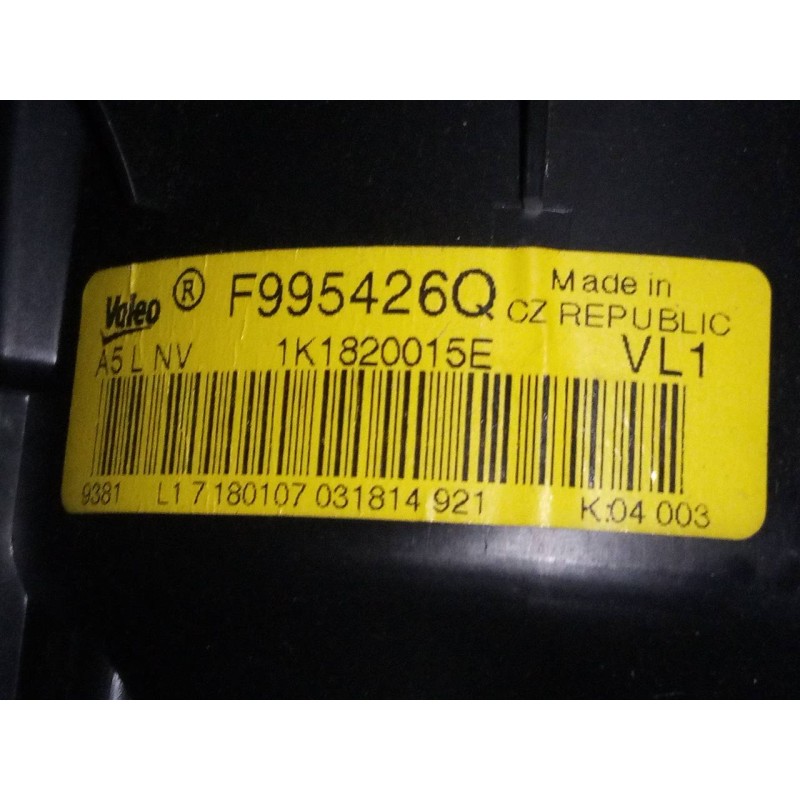 Valeo ® F995426Q Made in
CZ REPUBLIC
A5 L NV 1K1820015E VL1
9381 L1 7 180107 031814 921 K:04 003